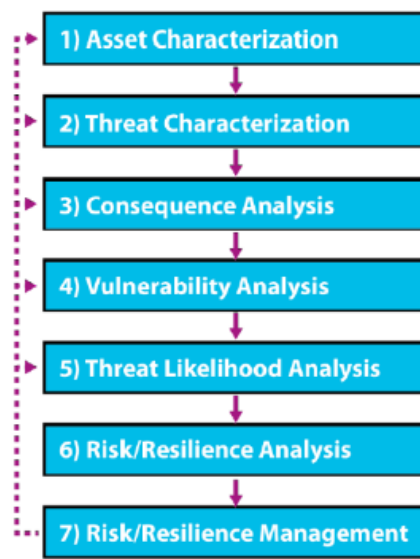 1) Asset Characterization
2) Threat Characterization
3) Consequence Analysis
4) Vulnerability Analysis
5) Threat Likelihood Analysis
6) Risk/Resilience Analysis
7) Risk/Resilience Management